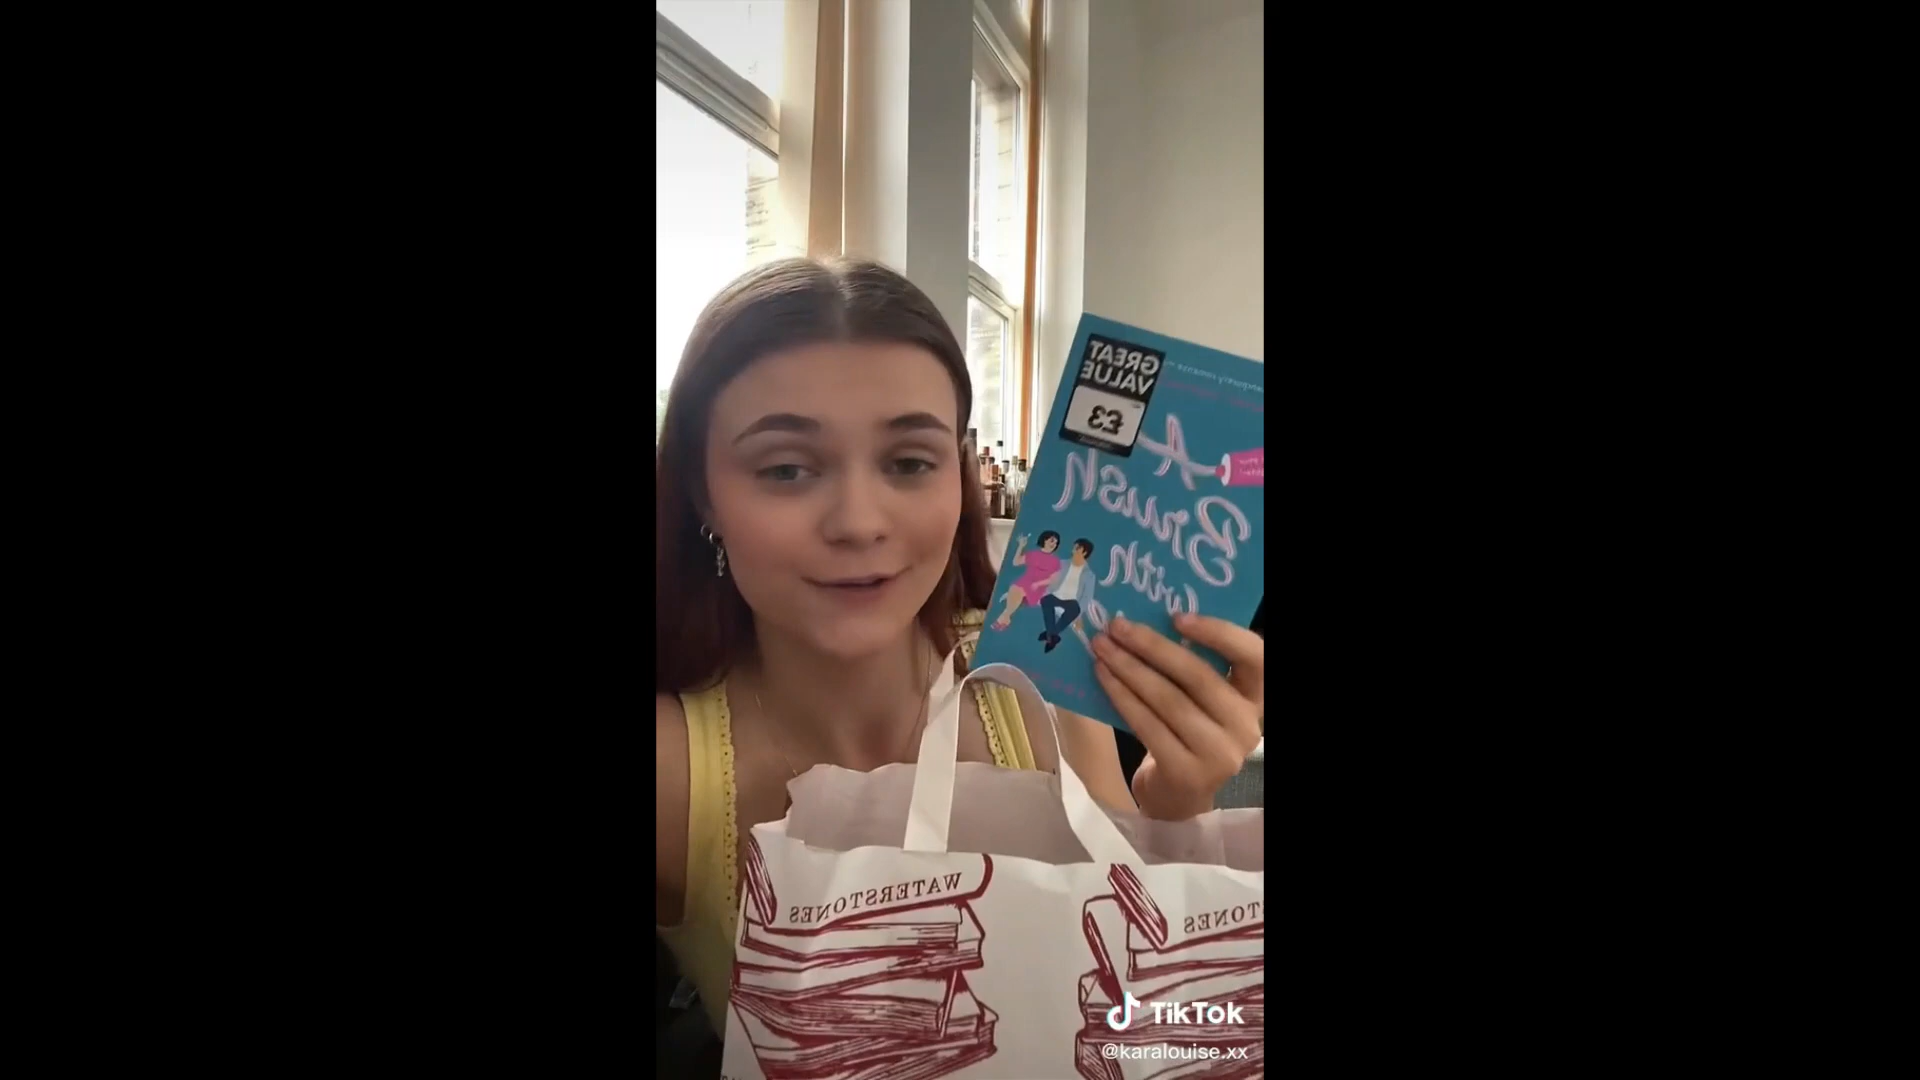 GREAT
VALUE
£3
A
Brush
with
WATERSTONES
TONES
TikTok
@karalouise.xx